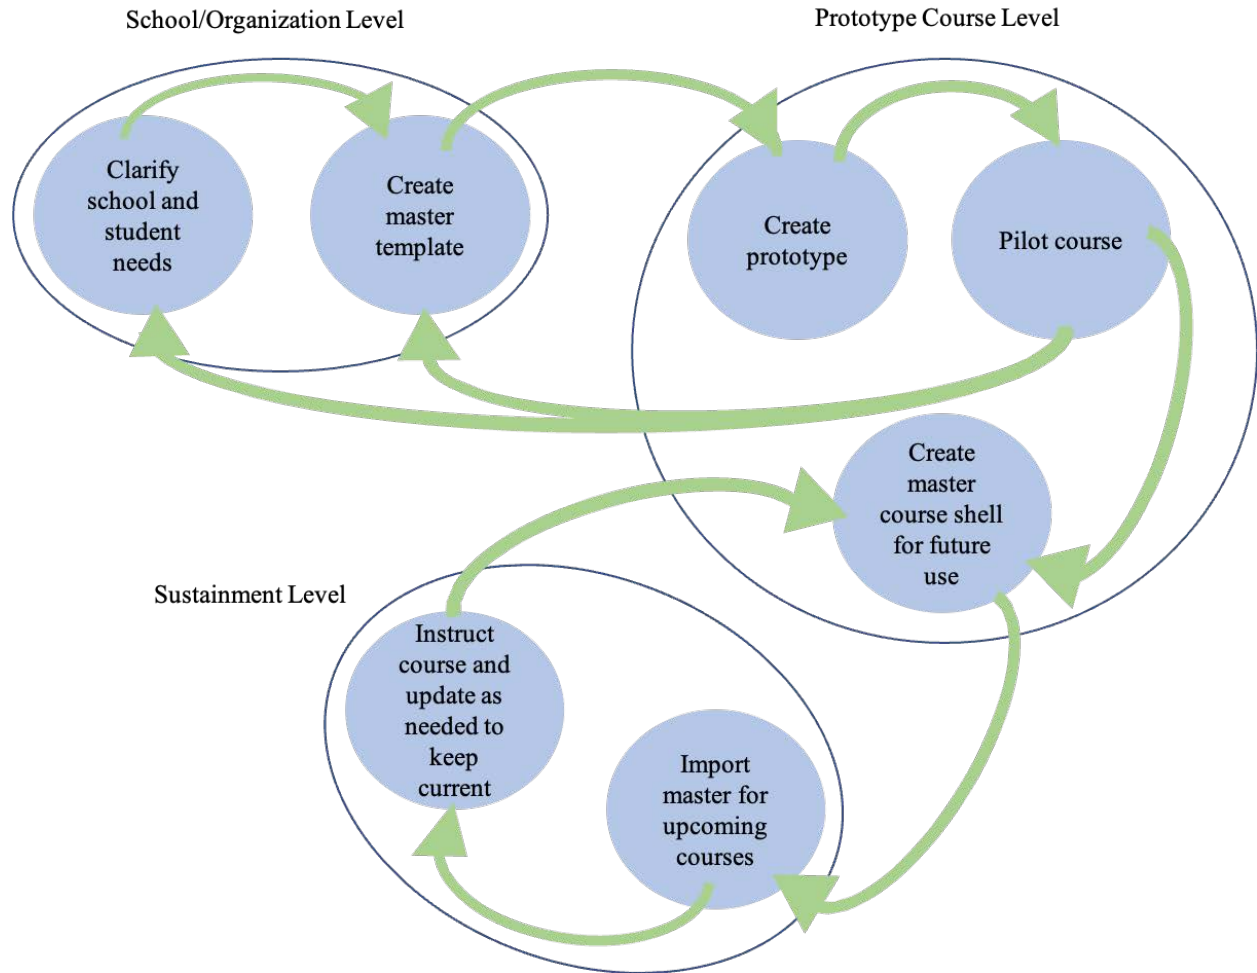 School/Organization Level
Prototype Course Level
Clarify
school and
student
needs
Create
master
template
Create
prototype
Pilot course
Create
master
course shell
for future
use
Sustainment Level
Instruct
course and
update as
needed to
keep
current
Import
master for
upcoming
courses